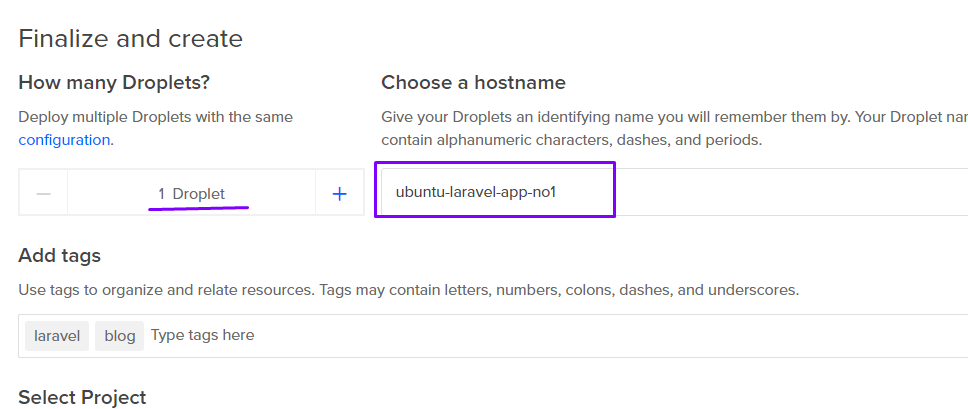 Finalize and create
How many Droplets?
Deploy multiple Droplets with the same
configuration.
1 Droplet
Choose a hostname
Give your Droplets an identifying name you will remember them by. Your Droplet nar
contain alphanumeric characters, dashes, and periods.
ubuntu-laravel-app-no1
Add tags
Use tags to organize and relate resources. Tags may contain letters, numbers, colons, dashes, and underscores.
laravel blog Type tags here
Select Project